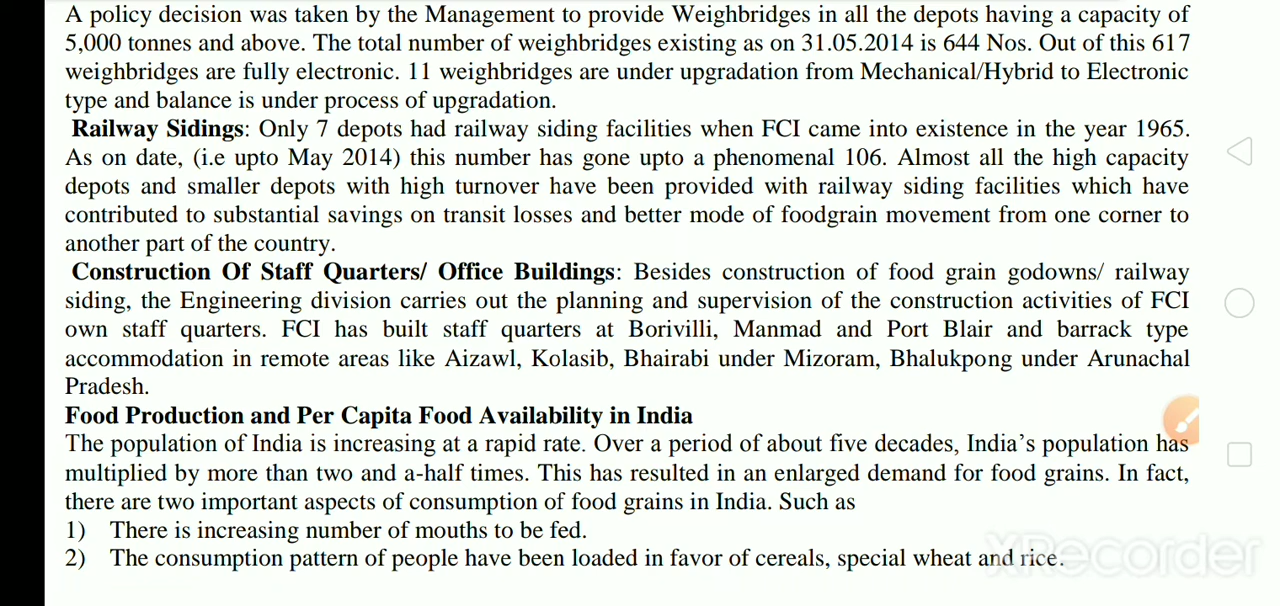 A policy decision was taken by the Management to provide Weighbridges in all the depots having a capacity of
5,000 tonnes and above. The total number of weighbridges existing as on 31.05.2014 is 644 Nos. Out of this 617
weighbridges are fully electronic. 11 weighbridges are under upgradation from Mechanical/Hybrid to Electronic
type and balance is under process of upgradation.
Railway Sidings: Only 7 depots had railway siding facilities when FCI came into existence in the year 1965.
As on date, (i.e upto May 2014) this number has gone upto a phenomenal 106. Almost all the high capacity
depots and smaller depots with high turnover have been provided with railway siding facilities which have
contributed to substantial savings on transit losses and better mode of foodgrain movement from one corner to
another part of the country.
Construction Of Staff Quarters/ Office Buildings: Besides construction of food grain godowns/ railway
siding, the Engineering division carries out the planning and supervision of the construction activities of FCI
own staff quarters. FCI has built staff quarters at Borivilli, Manmad and Port Blair and barrack type
accommodation in remote areas like Aizawl, Kolasib, Bhairabi under Mizoram, Bhalukpong under Arunachal
Pradesh.
Food Production and Per Capita Food Availability in India
The population of India is increasing at a rapid rate. Over a period of about five decades, India’s population has
multiplied by more than two and a-half times. This has resulted in an enlarged demand for food grains. In fact,
there are two important aspects of consumption of food grains in India. Such as
1) There is increasing number of mouths to be fed.
2) The consumption pattern of people have been loaded in favor of cereals, special wheat and rice.
XRecorder